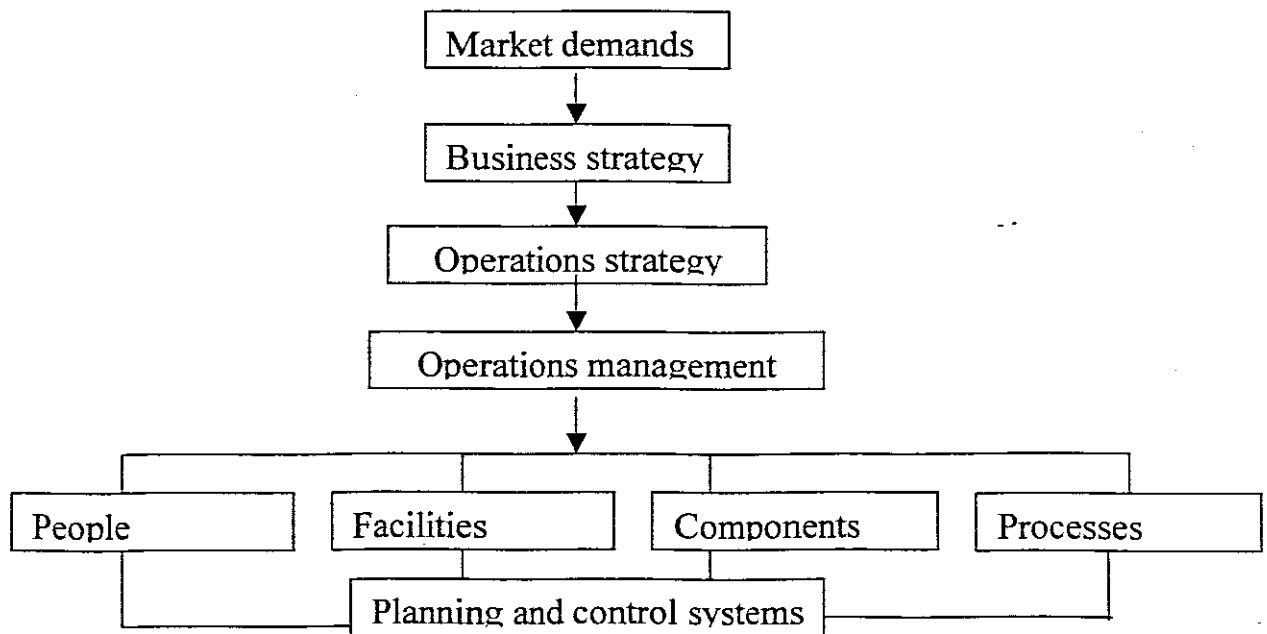 Market demands
Business strategy
Operations strategy
Operations management
People
Facilities
Components
Processes
Planning and control systems